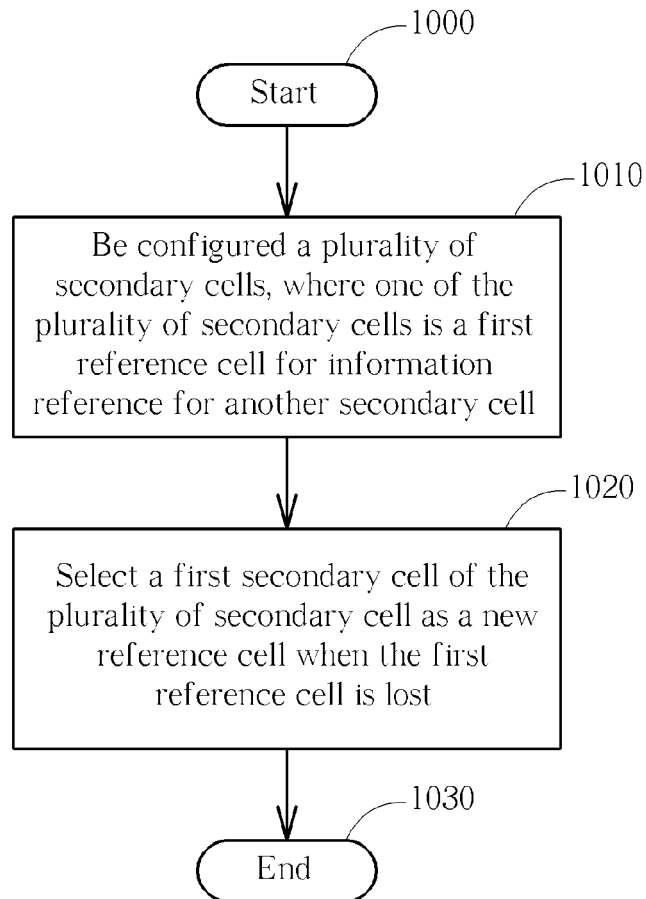 1000
Start
1010
Be configured a plurality of
secondary cells, where one of the
plurality of secondary cells is a first
reference cell for information
reference for another secondary cell
1020
Select a first secondary cell of the
plurality of secondary cell as a new
reference cell when the first
reference cell is lost
1030
End